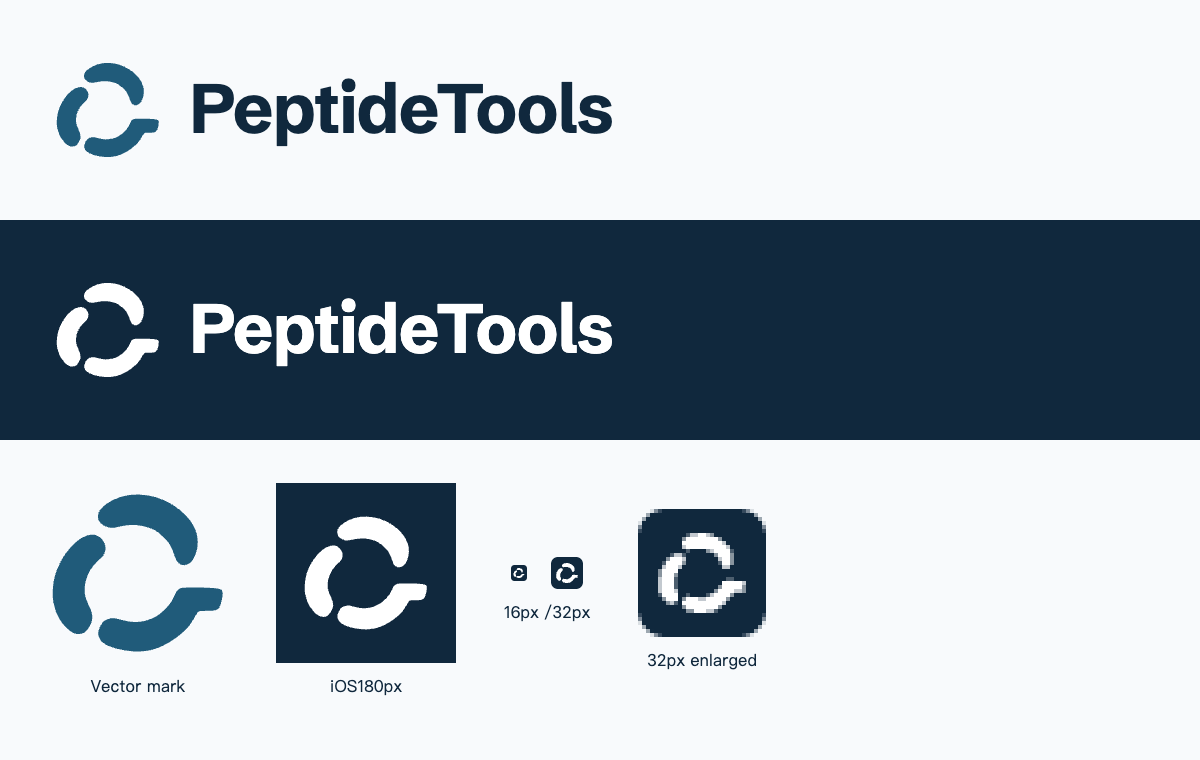 PeptideTools
PeptideTools
Vector mark
iOS180px
16px /32px
32px enlarged